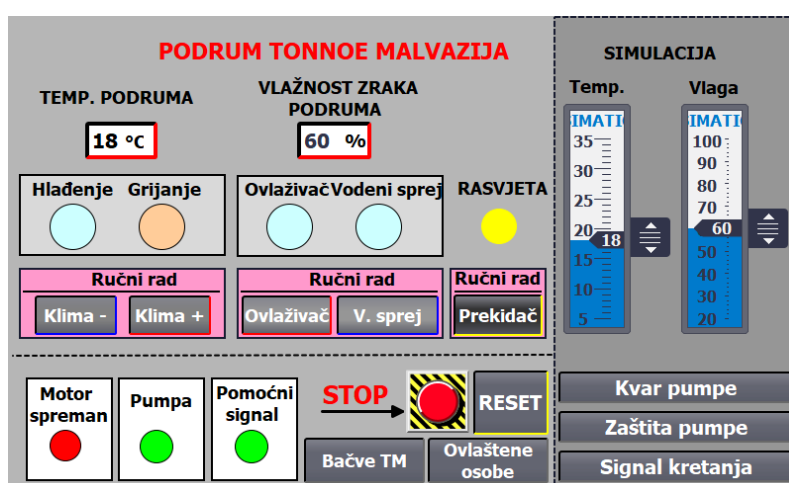 PODRUM TONNOE MALVAZIJA
TEMP. PODRUMA
VLAŽNOST ZRAKA
PODRUMA
18 °C
60 %
Hlađenje Grijanje
Ovlaživač Vodeni sprej
RASVJETA
Ručni rad
Klima - Klima +
Ručni rad
Ovlaživač V. sprej
Ručni rad
Prekidač
Motor
spreman
Pumpa
Pomoćni
signal
STOP
RESET
Bačve TM
Ovlaštene
osobe
SIMULACIJA
Temp.
IMATI
35
30
25
20
18
15
10
5
Vlaga
IMATI
100
90
80
70
60
50
40
30
20
Kvar pumpe
Zaštita pumpe
Signal kretanja